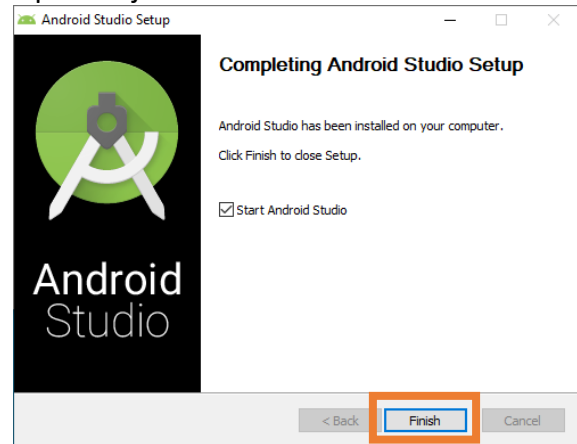 Android Studio Setup
Completing Android Studio Setup
Android Studio has been installed on your computer.
Click Finish to close Setup.
Start Android Studio
Android
Studio
< Back
Finish
Cancel